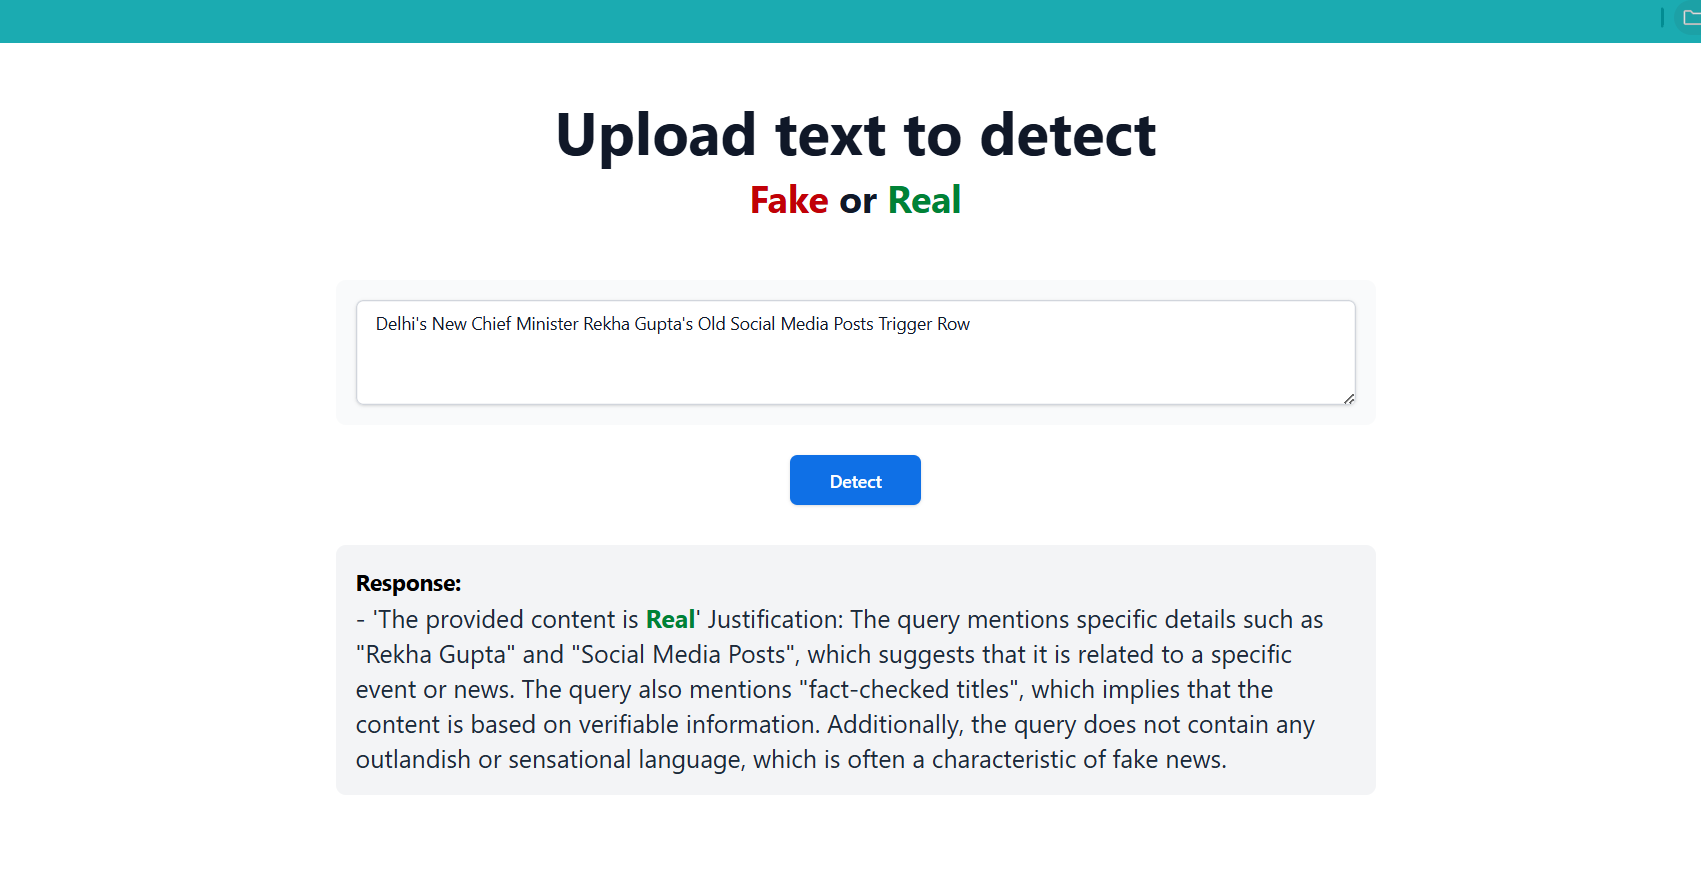 Upload text to detect
Fake or Real
Delhi's New Chief Minister Rekha Gupta's Old Social Media Posts Trigger Row
Detect
Response:
- 'The provided content is Real' Justification: The query mentions specific details such as
"Rekha Gupta" and "Social Media Posts", which suggests that it is related to a specific
event or news. The query also mentions "fact-checked titles", which implies that the
content is based on verifiable information. Additionally, the query does not contain any
outlandish or sensational language, which is often a characteristic of fake news.